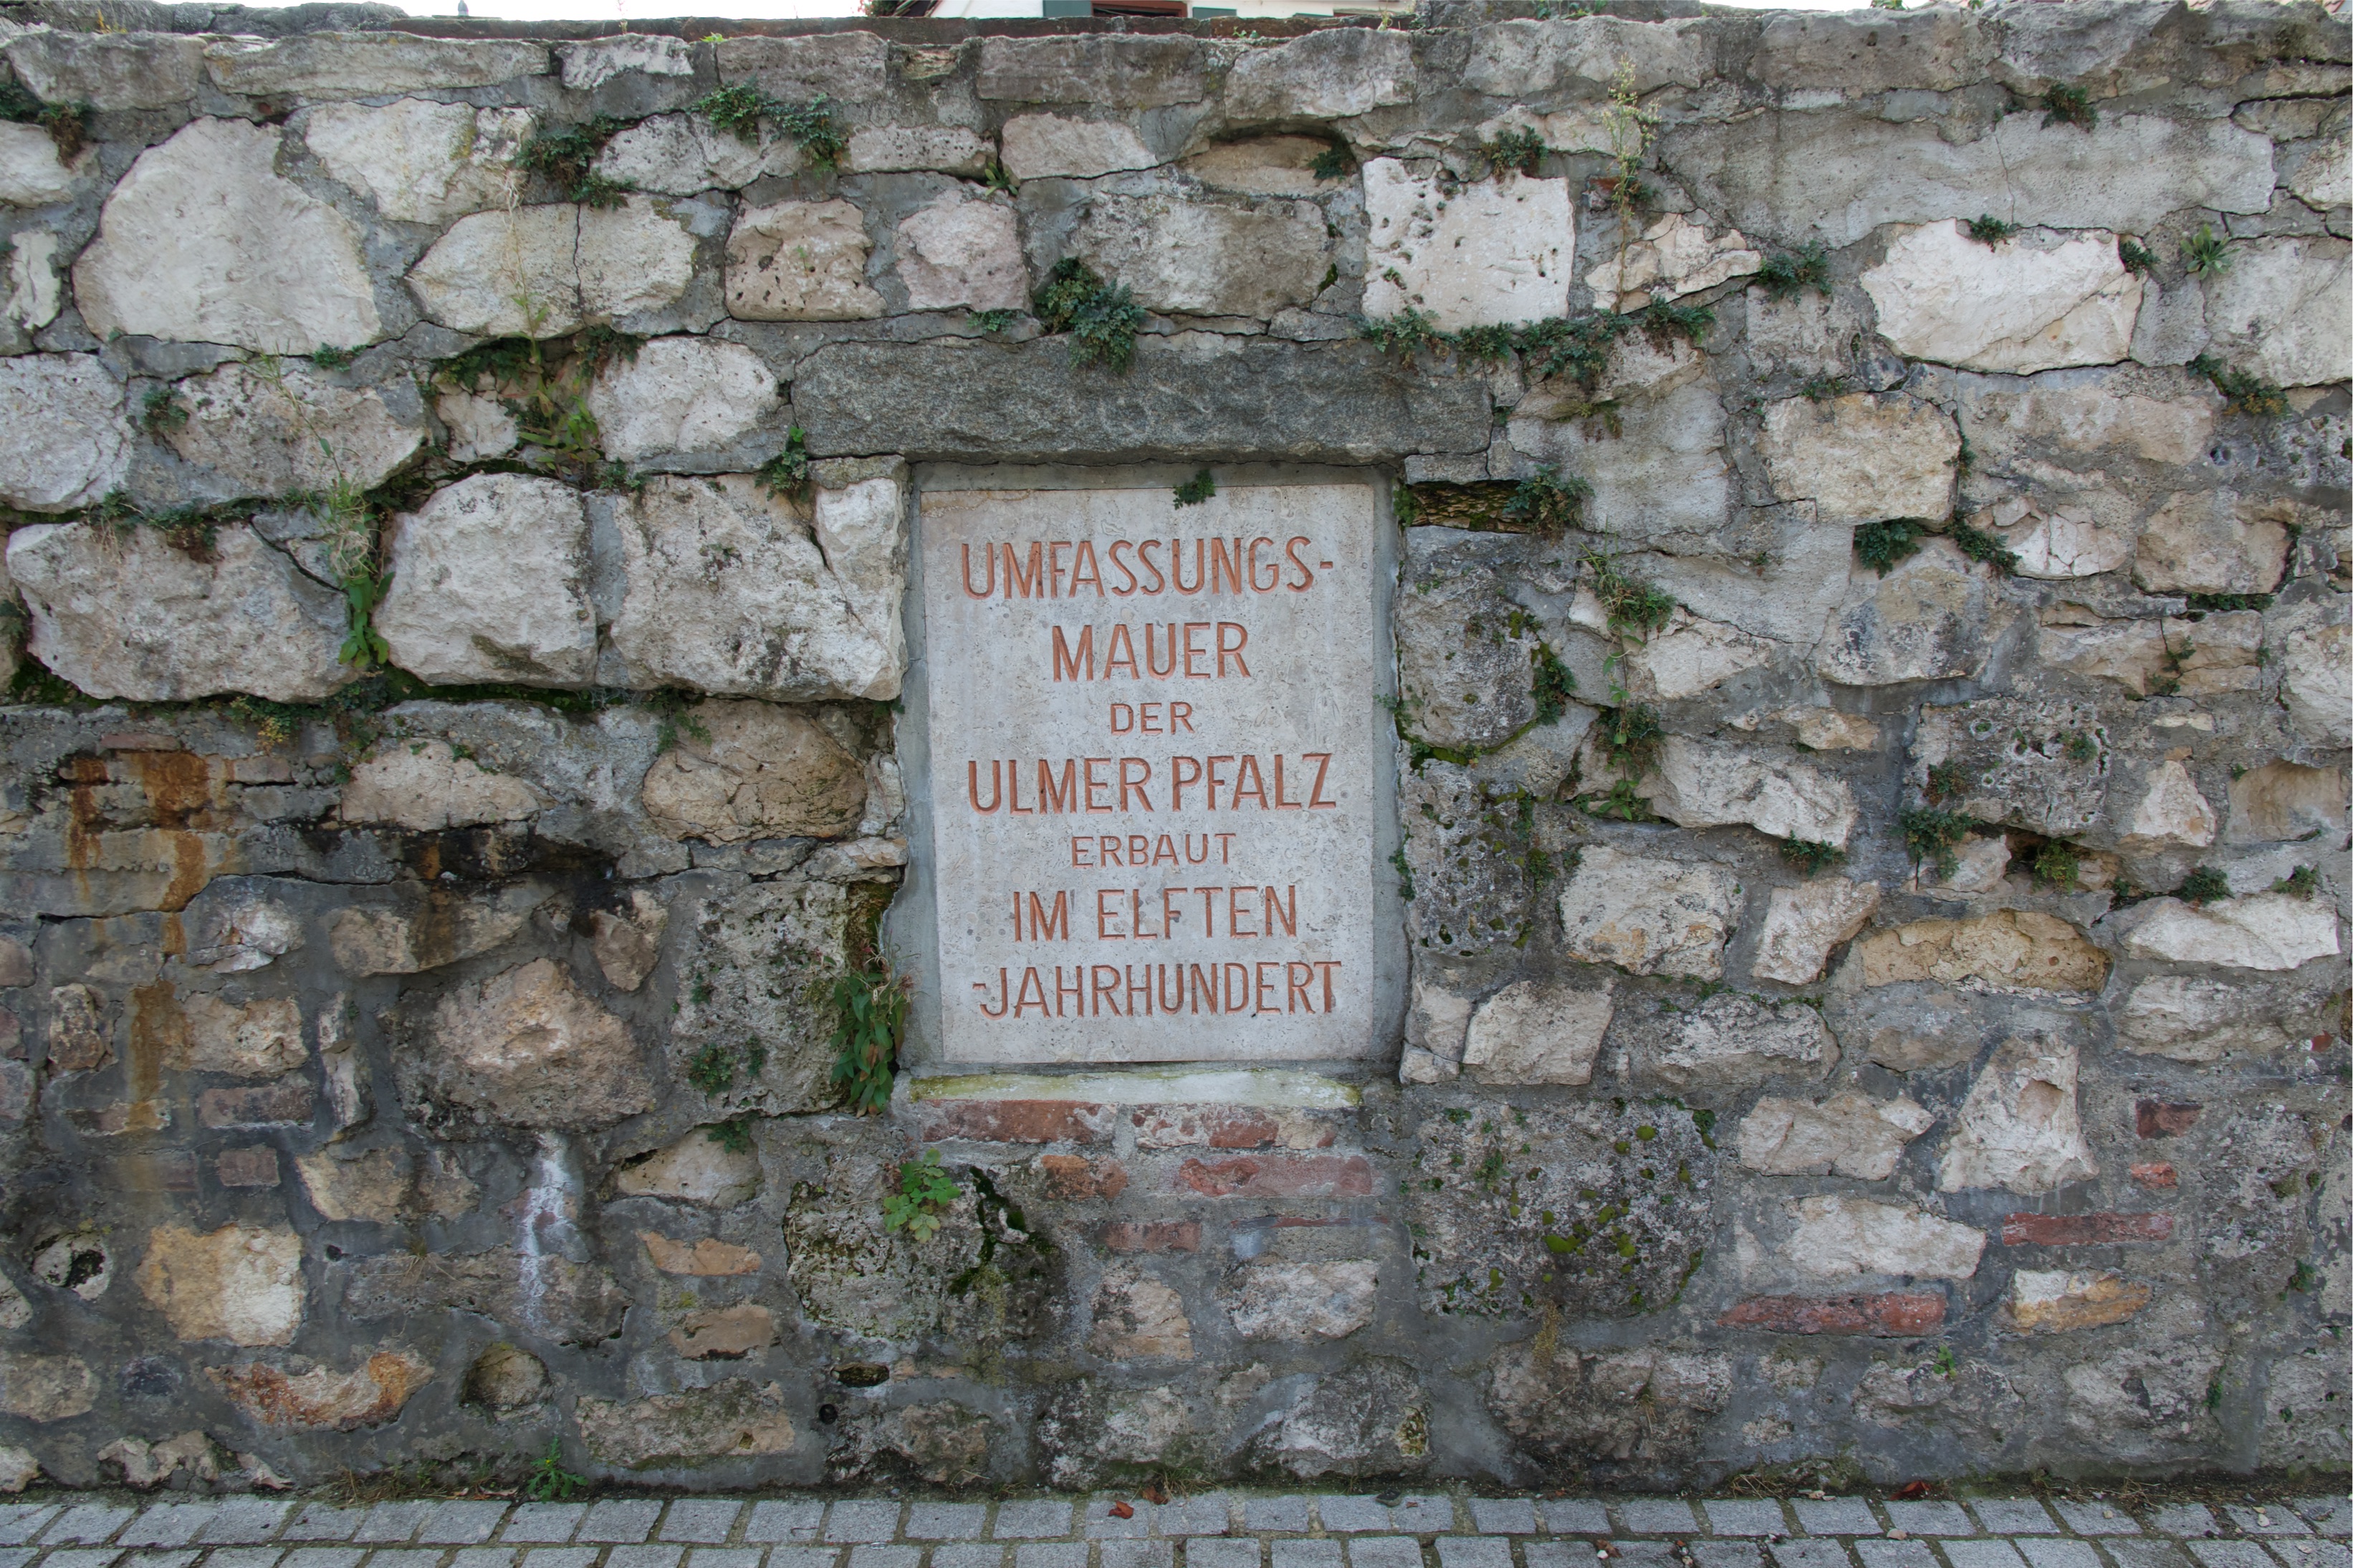 UMFASSUNGS-
MAUER
DER
ULMER PFALZ
ERBAUT
IM ELFTEN
-JAHRHUNDERT